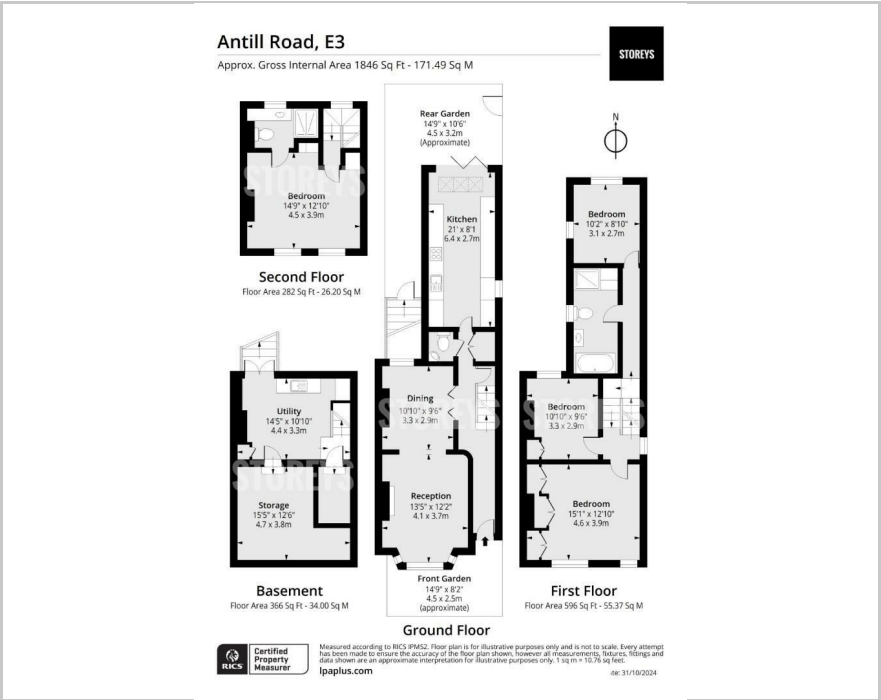 Antill Road, E3
Approx. Gross Internal Area 1846 Sq Ft - 171.49 Sq M
STOREYS
Rear Garden
14'9" x 10'6"
4.5 x 3.2m
(Approximate)
N
STOREYS
Bedroom
14'9" x 12'10"
4.5 x 3.9m
Second Floor
Floor Area 282 Sq Ft - 26.20 Sq M
Kitchen
21' x 8'1
6.4 x 2.7m
Bedroom
10'2" x 8'10"
3.1 x 2.7m
Utility
14'5" x 10'10"
4.4 x 3.3m
STOREYS
Storage
15'5" x 12'6"
4.7 x 3.8m
Basement
Floor Area 366 Sq Ft - 34.00 Sq M
Dining
10'10" x 9'6"
3.3 x 2.9m
STOREYS
Reception
13'5" x 12'2"
4.1 x 3.7m
Front Garden
14'9" x 8'2"
4.5 x 2.5m
(approximate)
Ground Floor
Bedroom
10'10" x 9'6"
3.3 x 2.9m
STOREYS
Bedroom
15'1" x 12'10"
4.6 x 3.9m
First Floor
Floor Area 596 Sq Ft - 55.37 Sq M
RICS
Certified
Property
Measurer
Measured according to RICS IPMS2. Floor plan is for illustrative purposes only and is not to scale. Every attempt
has been made to ensure the accuracy of the floor plan shown, however all measurements, fixtures, fittings and
data shown are an approximate interpretation for illustrative purposes only. 1 sq m = 10.76 sq feet.
lpaplus.com
te: 31/10/2024